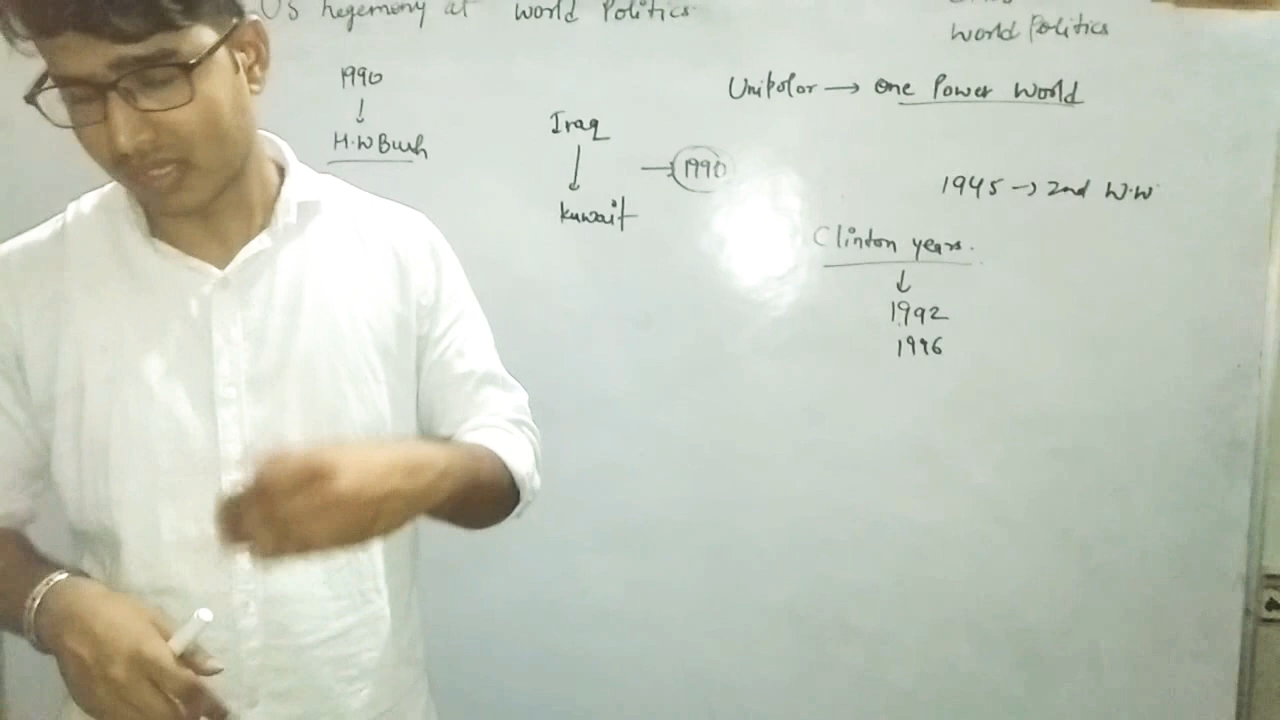 US hegemony at world Politics
world Politics
1990
↓
H.W Bush
Iraq
↓
Kuwait
→ 1990
Unipolar → One Power World
1945 → 2nd W.W
Clinton years.
↓
1992
1996